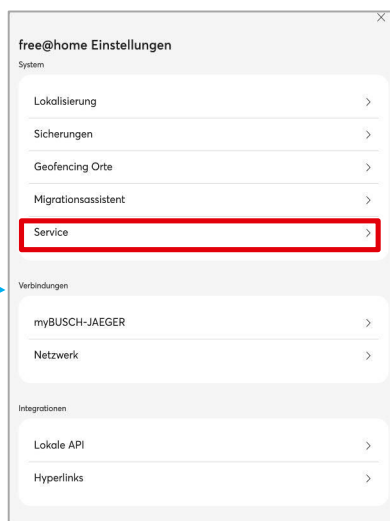 free@home Einstellungen
System
Lokalisierung
Sicherungen
Geofencing Orte
Migrationsassistent
Service
Verbindungen
myBUSCH-JAEGER
Netzwerk
Integrationen
Lokale API
Hyperlinks